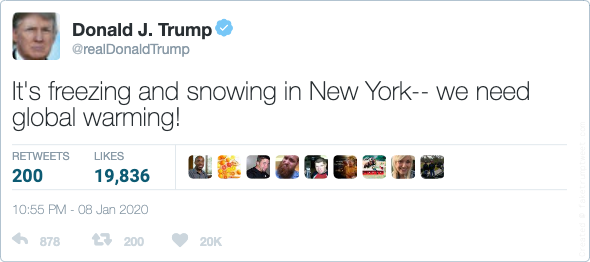 Donald J. Trump
@realDonaldTrump
It's freezing and snowing in New York-- we need
global warming!
RETWEETS LIKES
200 19,836
10:55 PM - 08 Jan 2020
878 200 20K